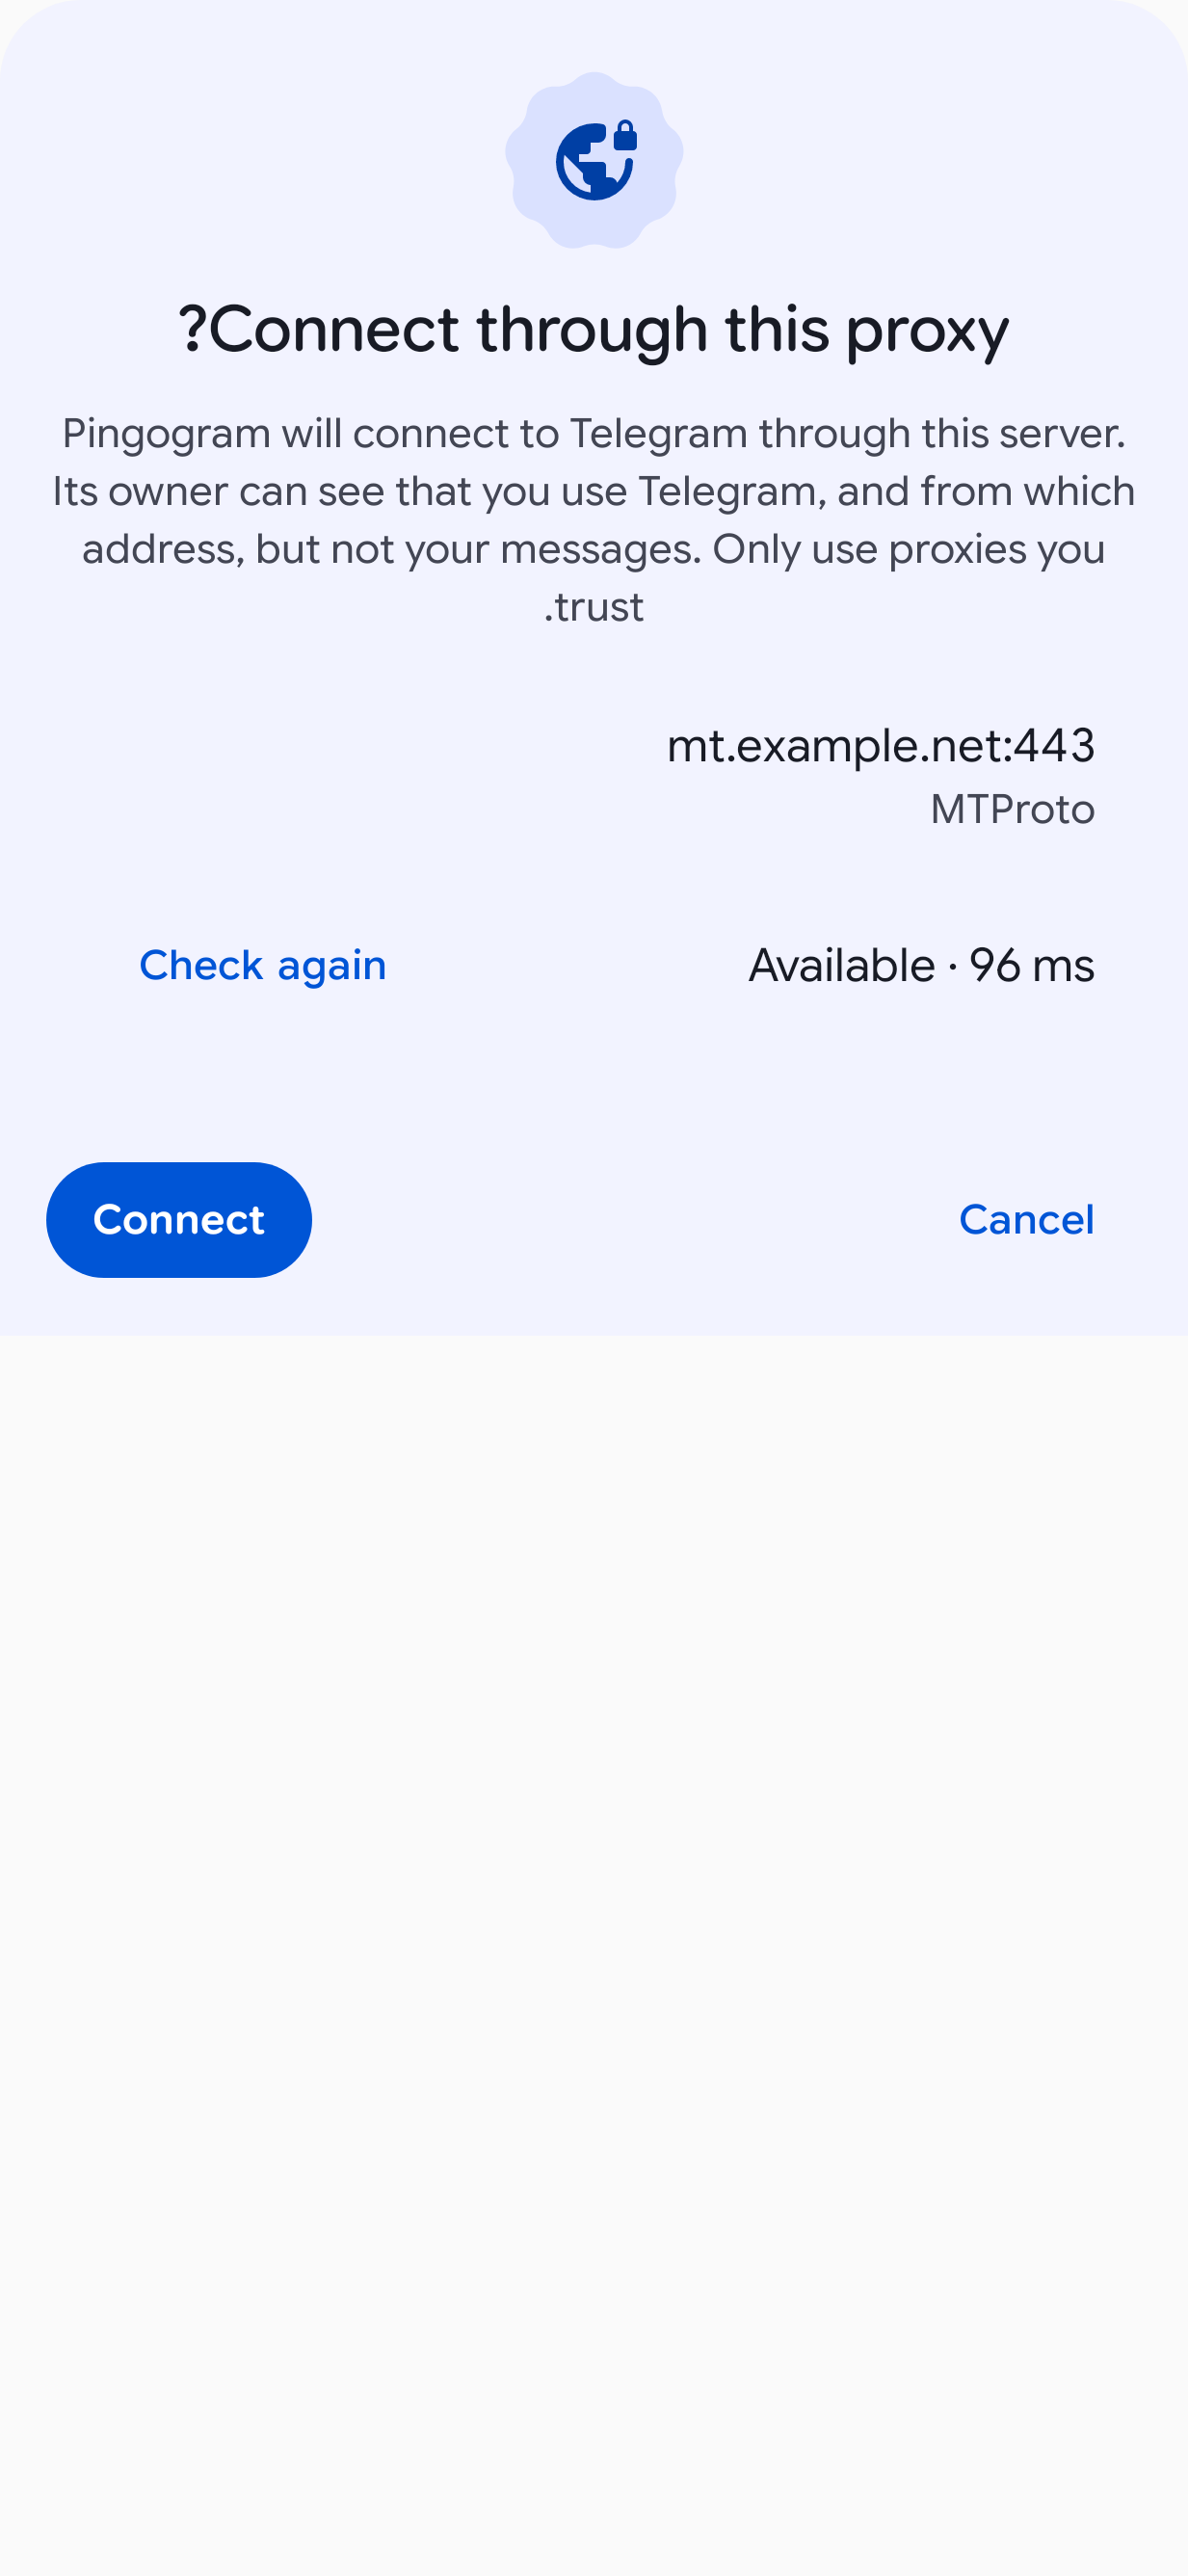 ?Connect through this proxy
Pingogram will connect to Telegram through this server.
Its owner can see that you use Telegram, and from which
address, but not your messages. Only use proxies you
.trust
mt.example.net:443
MTProto
Available · 96 ms
Check again
Cancel
Connect